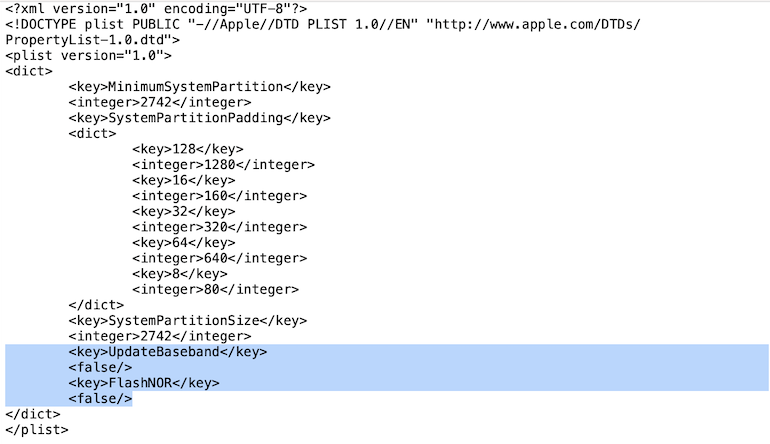 <?xml version="1.0" encoding="UTF-8"?>
<!DOCTYPE plist PUBLIC "-//Apple//DTD PLIST 1.0//EN" "http://www.apple.com/DTDs/
PropertyList-1.0.dtd">
<plist version="1.0">
<dict>
	<key>MinimumSystemPartition</key>
	<integer>2742</integer>
	<key>SystemPartitionPadding</key>
	<dict>
		<key>128</key>
		<integer>1280</integer>
		<key>16</key>
		<integer>160</integer>
		<key>32</key>
		<integer>320</integer>
		<key>64</key>
		<integer>640</integer>
		<key>8</key>
		<integer>80</integer>
	</dict>
	<key>SystemPartitionSize</key>
	<integer>2742</integer>
	<key>UpdateBaseband</key>
	<false/>
	<key>FlashNOR</key>
	<false/>
</dict>
</plist>